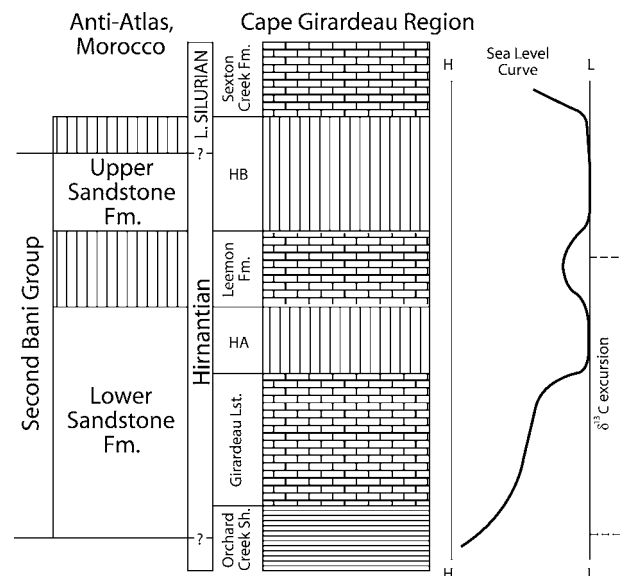 Anti-Atlas,
Morocco
Cape Girardeau Region
Second Bani Group
Upper
Sandstone
Fm.
Lower
Sandstone
Fm.
L. SILURIAN
?
Hirnantian
?
Sexton
Creek Fm.
HB
Leemon
Fm.
HA
Girardeau Lst.
Orchard
Creek Sh.
Sea Level
Curve
H
L
δ13 C excursion
H
L